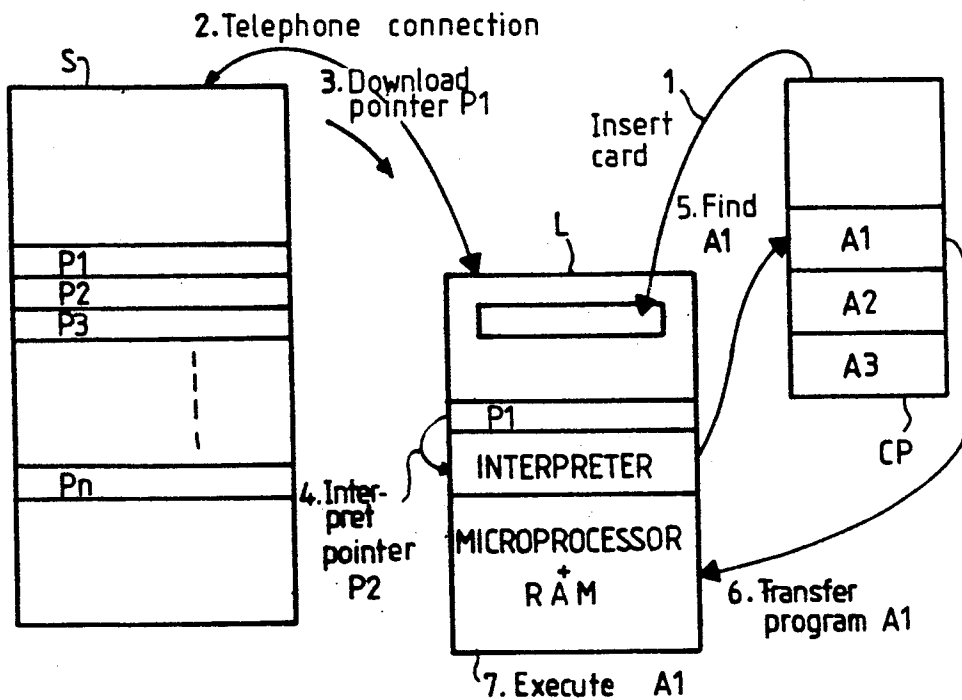 2.Telephone connection
S
3.Download
pointer P1
1
Insert
card
5.Find
A1
L
P1
P2
P3
Pn
A1
A2
A3
CP
P1
INTERPRETER
4.Inter-
pret
pointer
P2
MICROPROCESSOR
+
RAM
6.Transfer
program A1
7.Execute A1